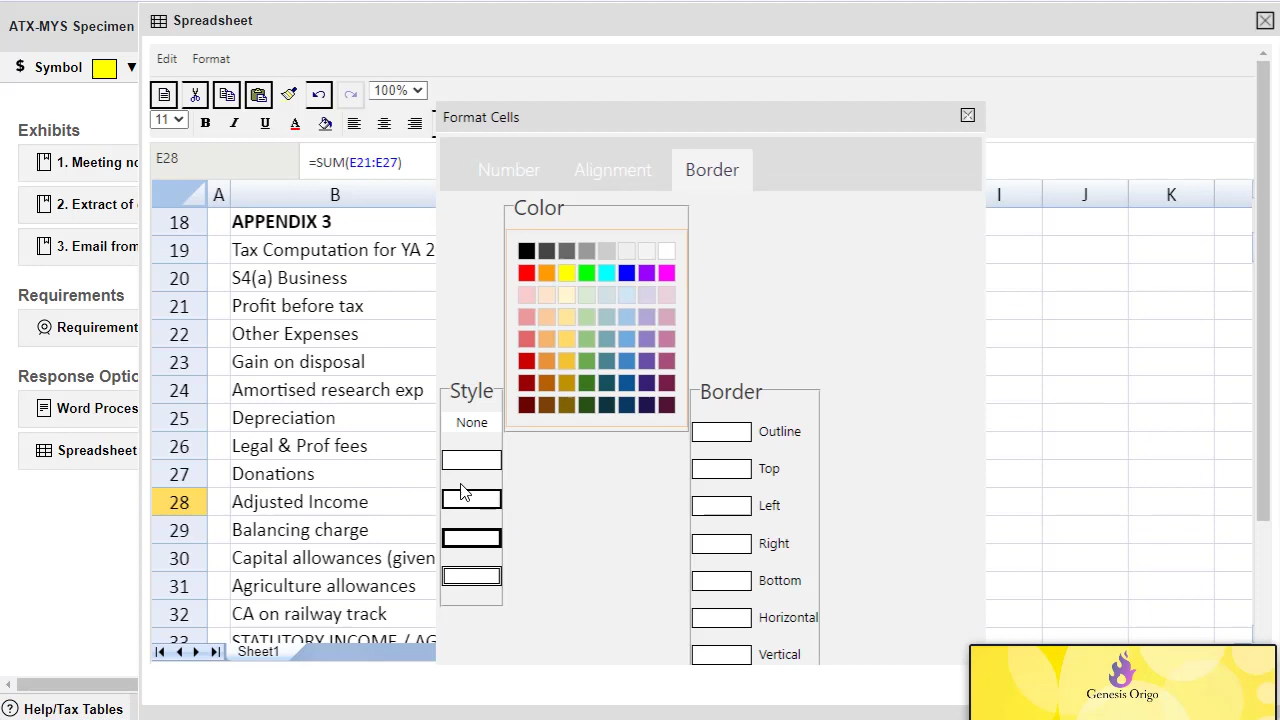 ATX-MYS Specimen
Spreadsheet
$ Symbol
Edit Format
100%
11 B I U A
Exhibits
1. Meeting no
2. Extract of
3. Email from
Requirements
Requirement
Response Optio
Word Proces
Spreadsheet
Help/Tax Tables
E28 =SUM(E21:E27)
A B I J K
18 APPENDIX 3
19 Tax Computation for YA 2
20 S4(a) Business
21 Profit before tax
22 Other Expenses
23 Gain on disposal
24 Amortised research exp
25 Depreciation
26 Legal & Prof fees
27 Donations
28 Adjusted Income
29 Balancing charge
30 Capital allowances (given
31 Agriculture allowances
32 CA on railway track
33 STATUTORY INCOME / AG
Sheet1
Format Cells
Number Alignment Border
Color
Style
None
Border
Outline
Top
Left
Right
Bottom
Horizontal
Vertical
Genesis Origo